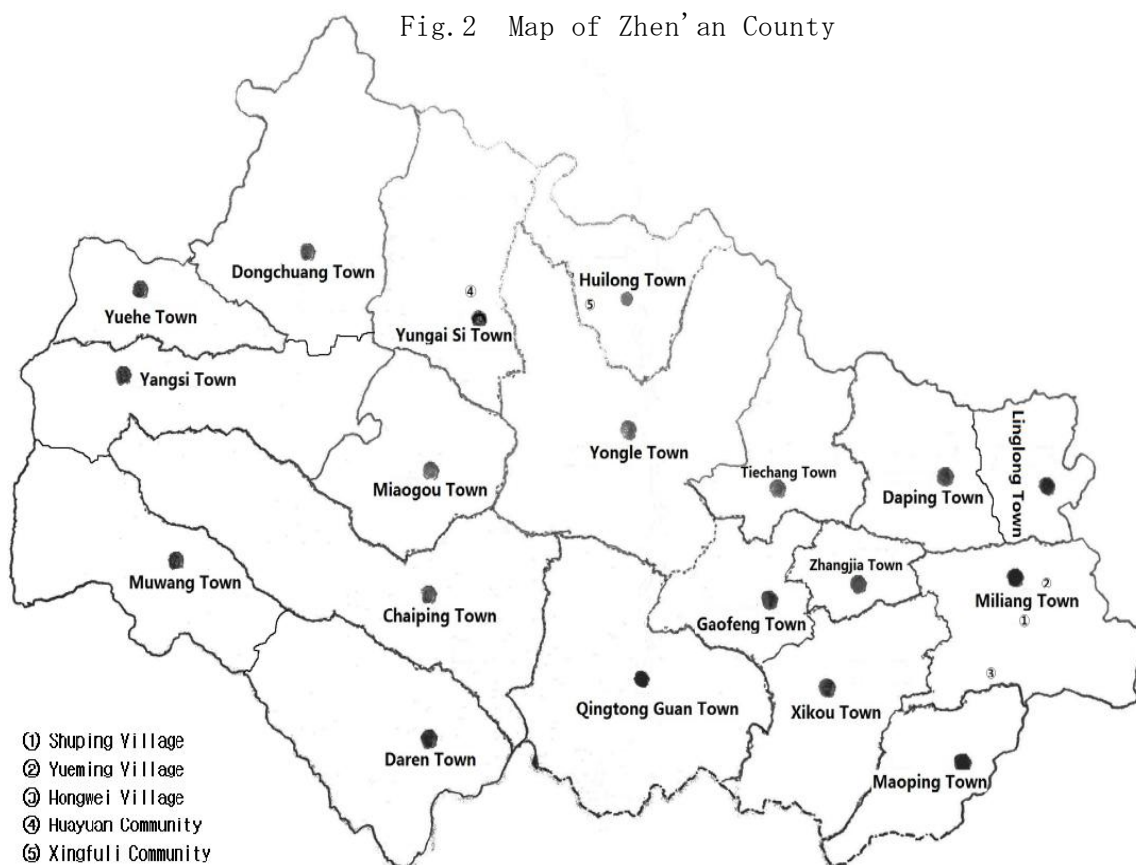 Fig.2 Map of Zhen'an County
Dongchuang Town
Huilong Town
④
⑤
Yuehe Town
Yungai Si Town
Yangsi Town
Linglong Town
Yongle Town
Tiechang Town
Miaogou Town
Daping Town
Zhangjia Town
Muwang Town
②
Miliang Town
Chaiping Town
Gaofeng Town
①
③
Qingtong Guan Town
Xikou Town
Daren Town
Maoping Town
① Shuping Village
② Yueming Village
③ Hongwei Village
④ Huayuan Community
⑤ Xingfuli Community